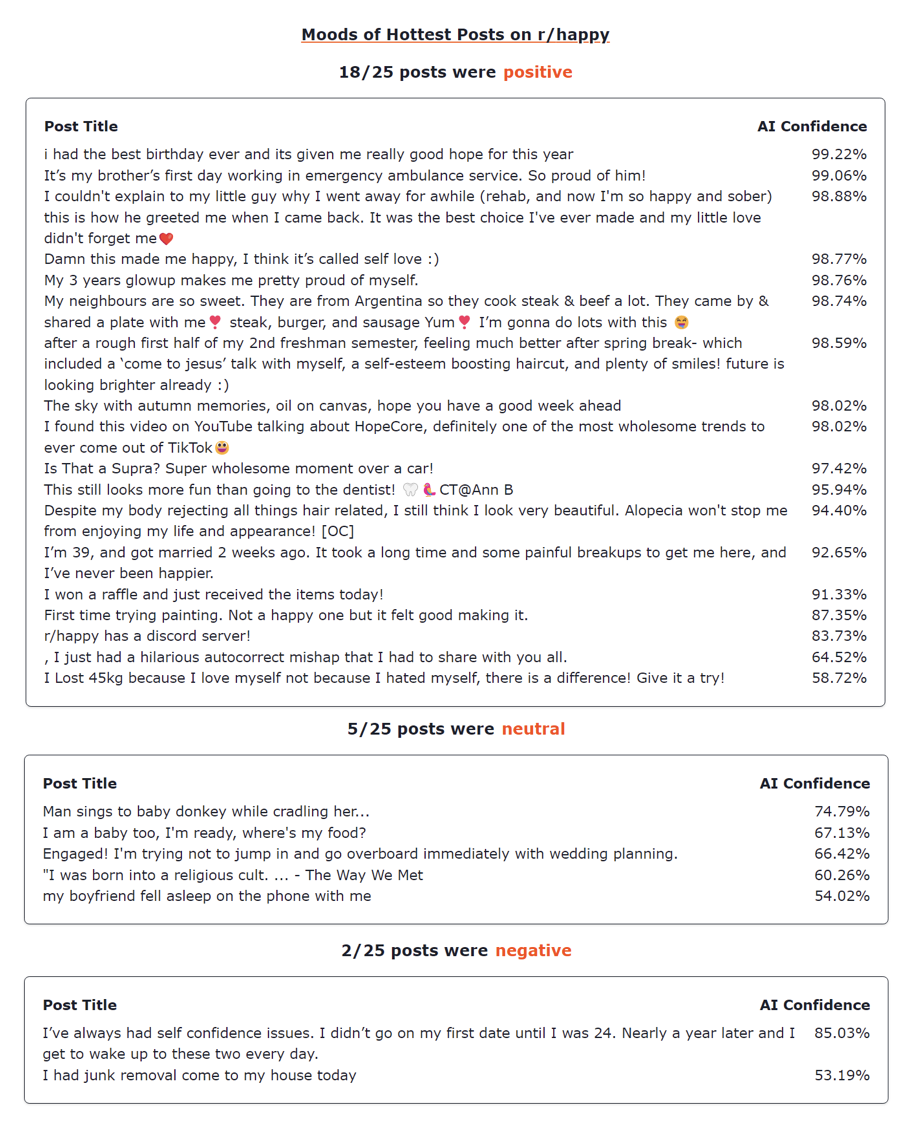 Moods of Hottest Posts on r/happy
18/25 posts were positive
Post Title AI Confidence
i had the best birthday ever and its given me really good hope for this year 99.22%
It’s my brother’s first day working in emergency ambulance service. So proud of him! 99.06%
I couldn't explain to my little guy why I went away for awhile (rehab, and now I'm so happy and sober) 98.88%
this is how he greeted me when I came back. It was the best choice I've ever made and my little love
didn't forget me❤️
Damn this made me happy, I think it’s called self love :) 98.77%
My 3 years glowup makes me pretty proud of myself. 98.76%
My neighbours are so sweet. They are from Argentina so they cook steak & beef a lot. They came by & 98.74%
shared a plate with me❣️ steak, burger, and sausage Yum❣️ I’m gonna do lots with this 😆
after a rough first half of my 2nd freshman semester, feeling much better after spring break- which 98.59%
included a ‘come to jesus’ talk with myself, a self-esteem boosting haircut, and plenty of smiles! future is
looking brighter already :)
The sky with autumn memories, oil on canvas, hope you have a good week ahead 98.02%
I found this video on YouTube talking about HopeCore, definitely one of the most wholesome trends to 98.02%
ever come out of TikTok😀
Is That a Supra? Super wholesome moment over a car! 97.42%
This still looks more fun than going to the dentist! 🦷🦜CT@Ann B 95.94%
Despite my body rejecting all things hair related, I still think I look very beautiful. Alopecia won't stop me 94.40%
from enjoying my life and appearance! [OC]
I’m 39, and got married 2 weeks ago. It took a long time and some painful breakups to get me here, and 92.65%
I’ve never been happier.
I won a raffle and just received the items today! 91.33%
First time trying painting. Not a happy one but it felt good making it. 87.35%
r/happy has a discord server! 83.73%
, I just had a hilarious autocorrect mishap that I had to share with you all. 64.52%
I Lost 45kg because I love myself not because I hated myself, there is a difference! Give it a try! 58.72%
5/25 posts were neutral
Post Title AI Confidence
Man sings to baby donkey while cradling her... 74.79%
I am a baby too, I'm ready, where's my food? 67.13%
Engaged! I'm trying not to jump in and go overboard immediately with wedding planning. 66.42%
"I was born into a religious cult. ... - The Way We Met 60.26%
my boyfriend fell asleep on the phone with me 54.02%
2/25 posts were negative
Post Title AI Confidence
I’ve always had self confidence issues. I didn’t go on my first date until I was 24. Nearly a year later and I 85.03%
get to wake up to these two every day.
I had junk removal come to my house today 53.19%